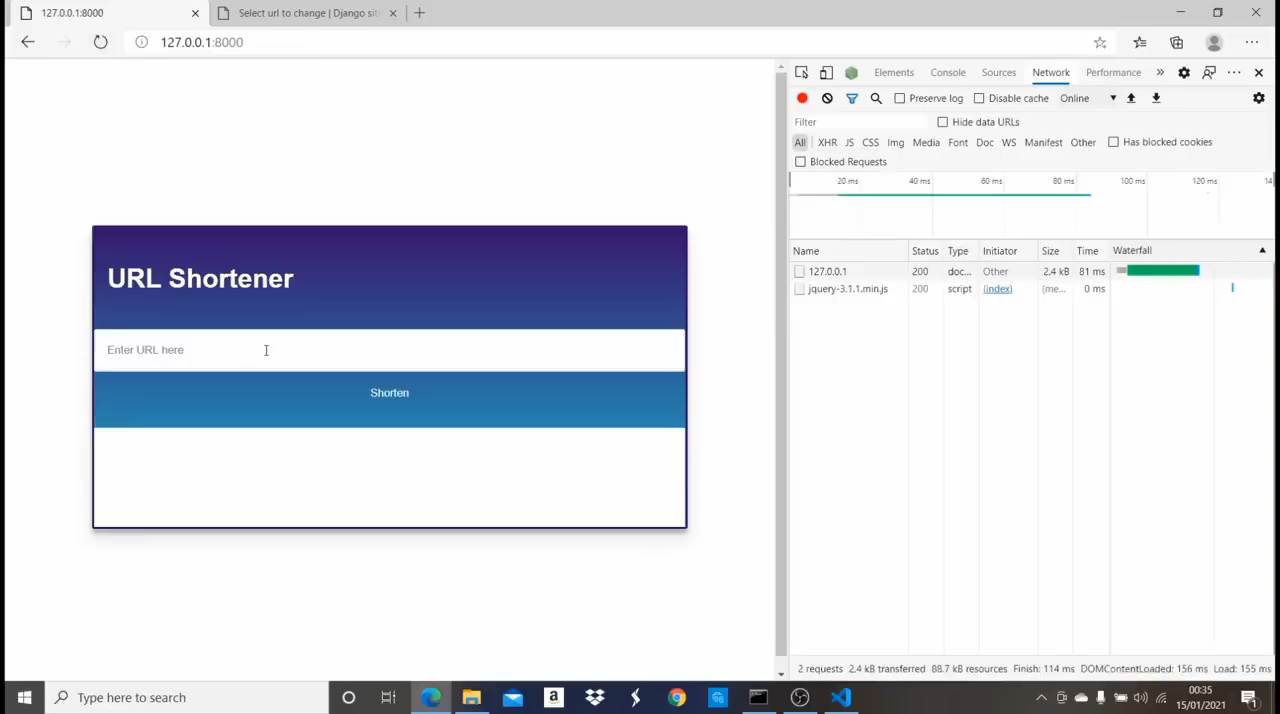 127.0.0.1:8000
Select url to change | Django sit
127.0.0.1:8000
Elements Console Sources Network Performance
Preserve log Disable cache Online
Filter Hide data URLs
All XHR JS CSS Img Media Font Doc WS Manifest Other Has blocked cookies
Blocked Requests
20 ms 40 ms 60 ms 80 ms 100 ms 120 ms 14
Name Status Type Initiator Size Time Waterfall
127.0.0.1 200 doc... Other 2.4 kB 81 ms
jquery-3.1.1.min.js 200 script (index) (me... 0 ms
URL Shortener
Enter URL here
Shorten
2 requests 2.4 kB transferred 88.7 kB resources Finish: 114 ms DOMContentLoaded: 156 ms Load: 155 ms
Type here to search
a
00:35
15/01/2021
1